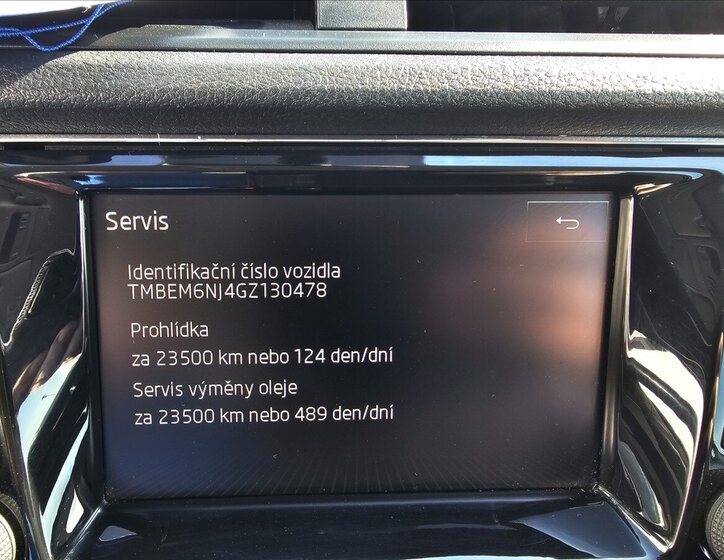 Servis
Identifikační číslo vozidla
TMBEM6NJ4GZ130478
Prohlídka
za 23500 km nebo 124 den/dní
Servis výměny oleje
za 23500 km nebo 489 den/dní